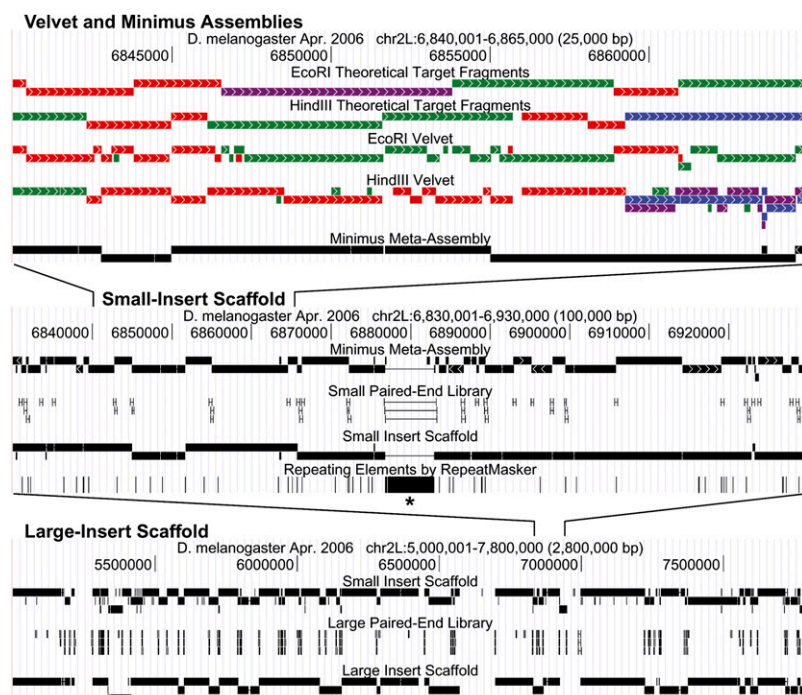 Velvet and Minimus Assemblies
D. melanogaster Apr. 2006 chr2L:6,840,001-6,865,000 (25,000 bp)
6845000 6850000 6855000 6860000
EcoRI Theoretical Target Fragments
HindIII Theoretical Target Fragments
EcoRI Velvet
HindIII Velvet
Minimus Meta-Assembly
Small-Insert Scaffold
D. melanogaster Apr. 2006 chr2L:6,830,001-6,930,000 (100,000 bp)
6840000 6850000 6860000 6870000 6880000 6890000 6900000 6910000 6920000
Minimus Meta-Assembly
Small Paired-End Library
Small Insert Scaffold
Repeating Elements by RepeatMasker
*
Large-Insert Scaffold
D. melanogaster Apr. 2006 chr2L:5,000,001-7,800,000 (2,800,000 bp)
5500000 6000000 6500000 7000000 7500000
Small Insert Scaffold
Large Paired-End Library
Large Insert Scaffold